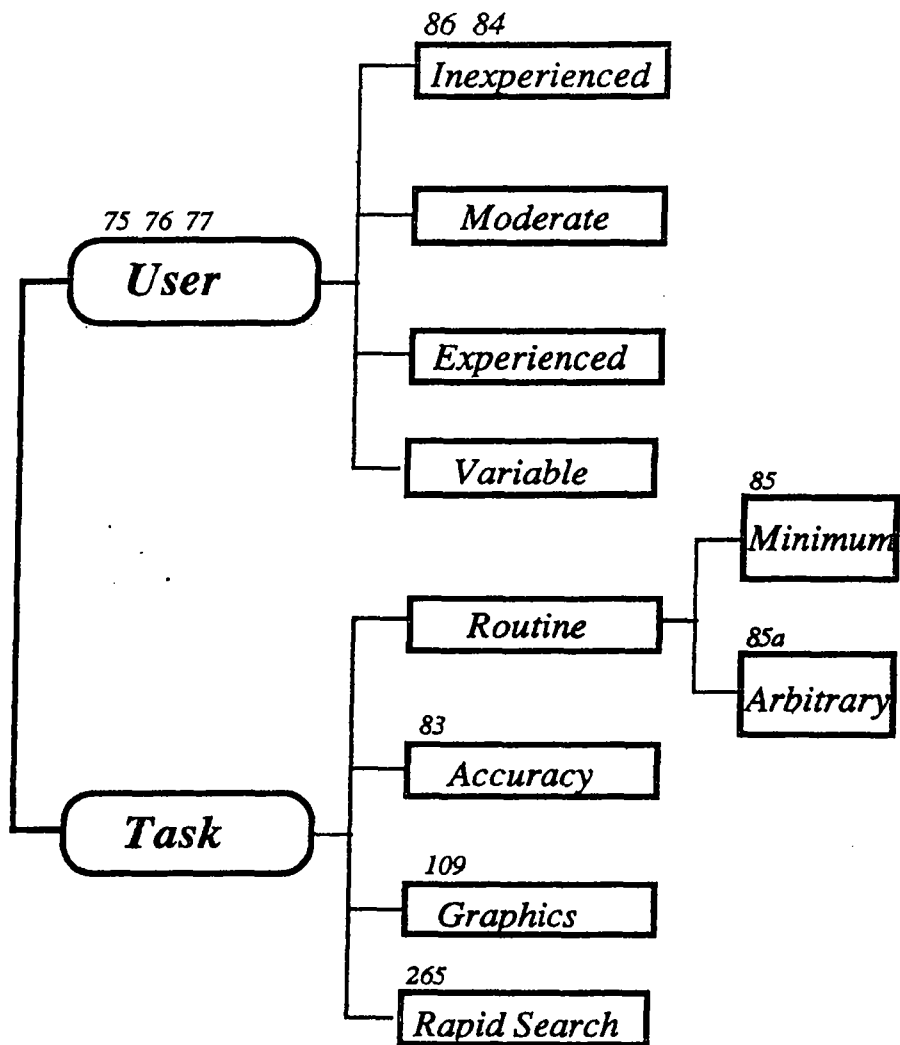 86 84
Inexperienced
Moderate
75 76 77
User
Experienced
Variable
85
Minimum
Routine
85a
Arbitrary
83
Accuracy
Task
109
Graphics
265
Rapid Search